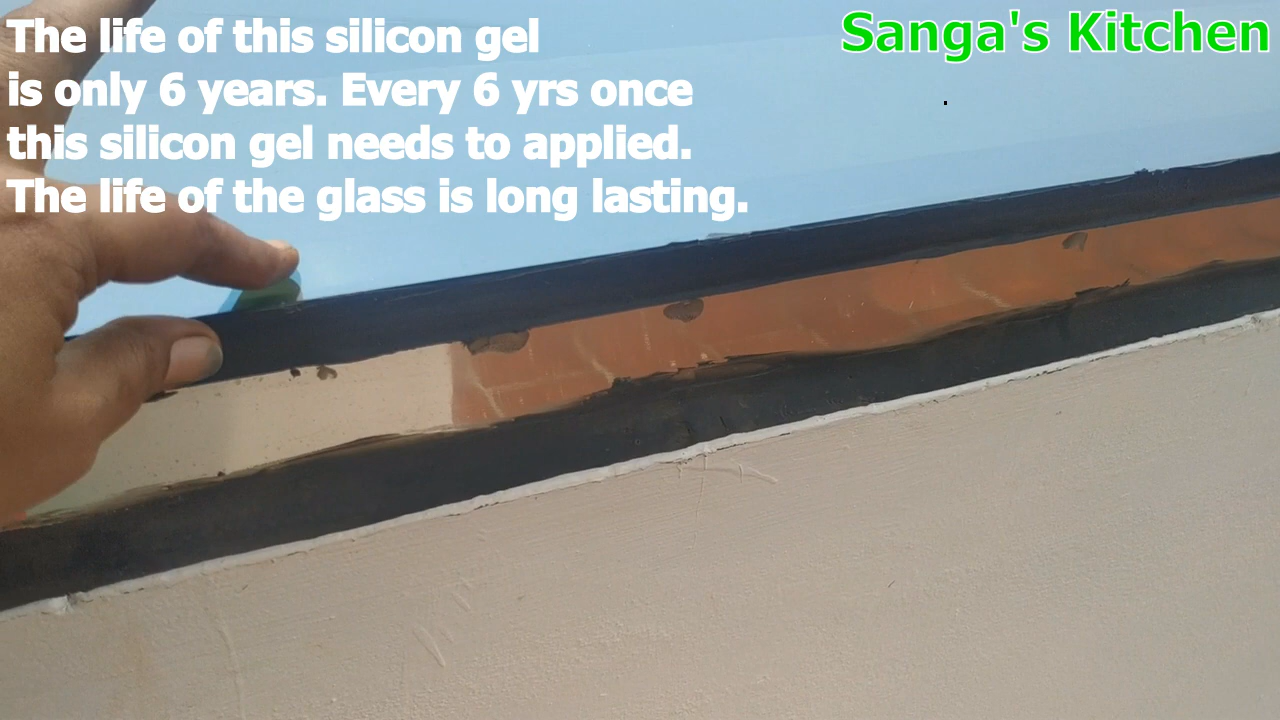 The life of this silicon gel
is only 6 years. Every 6 yrs once
this silicon gel needs to applied.
The life of the glass is long lasting.
Sanga's Kitchen
.